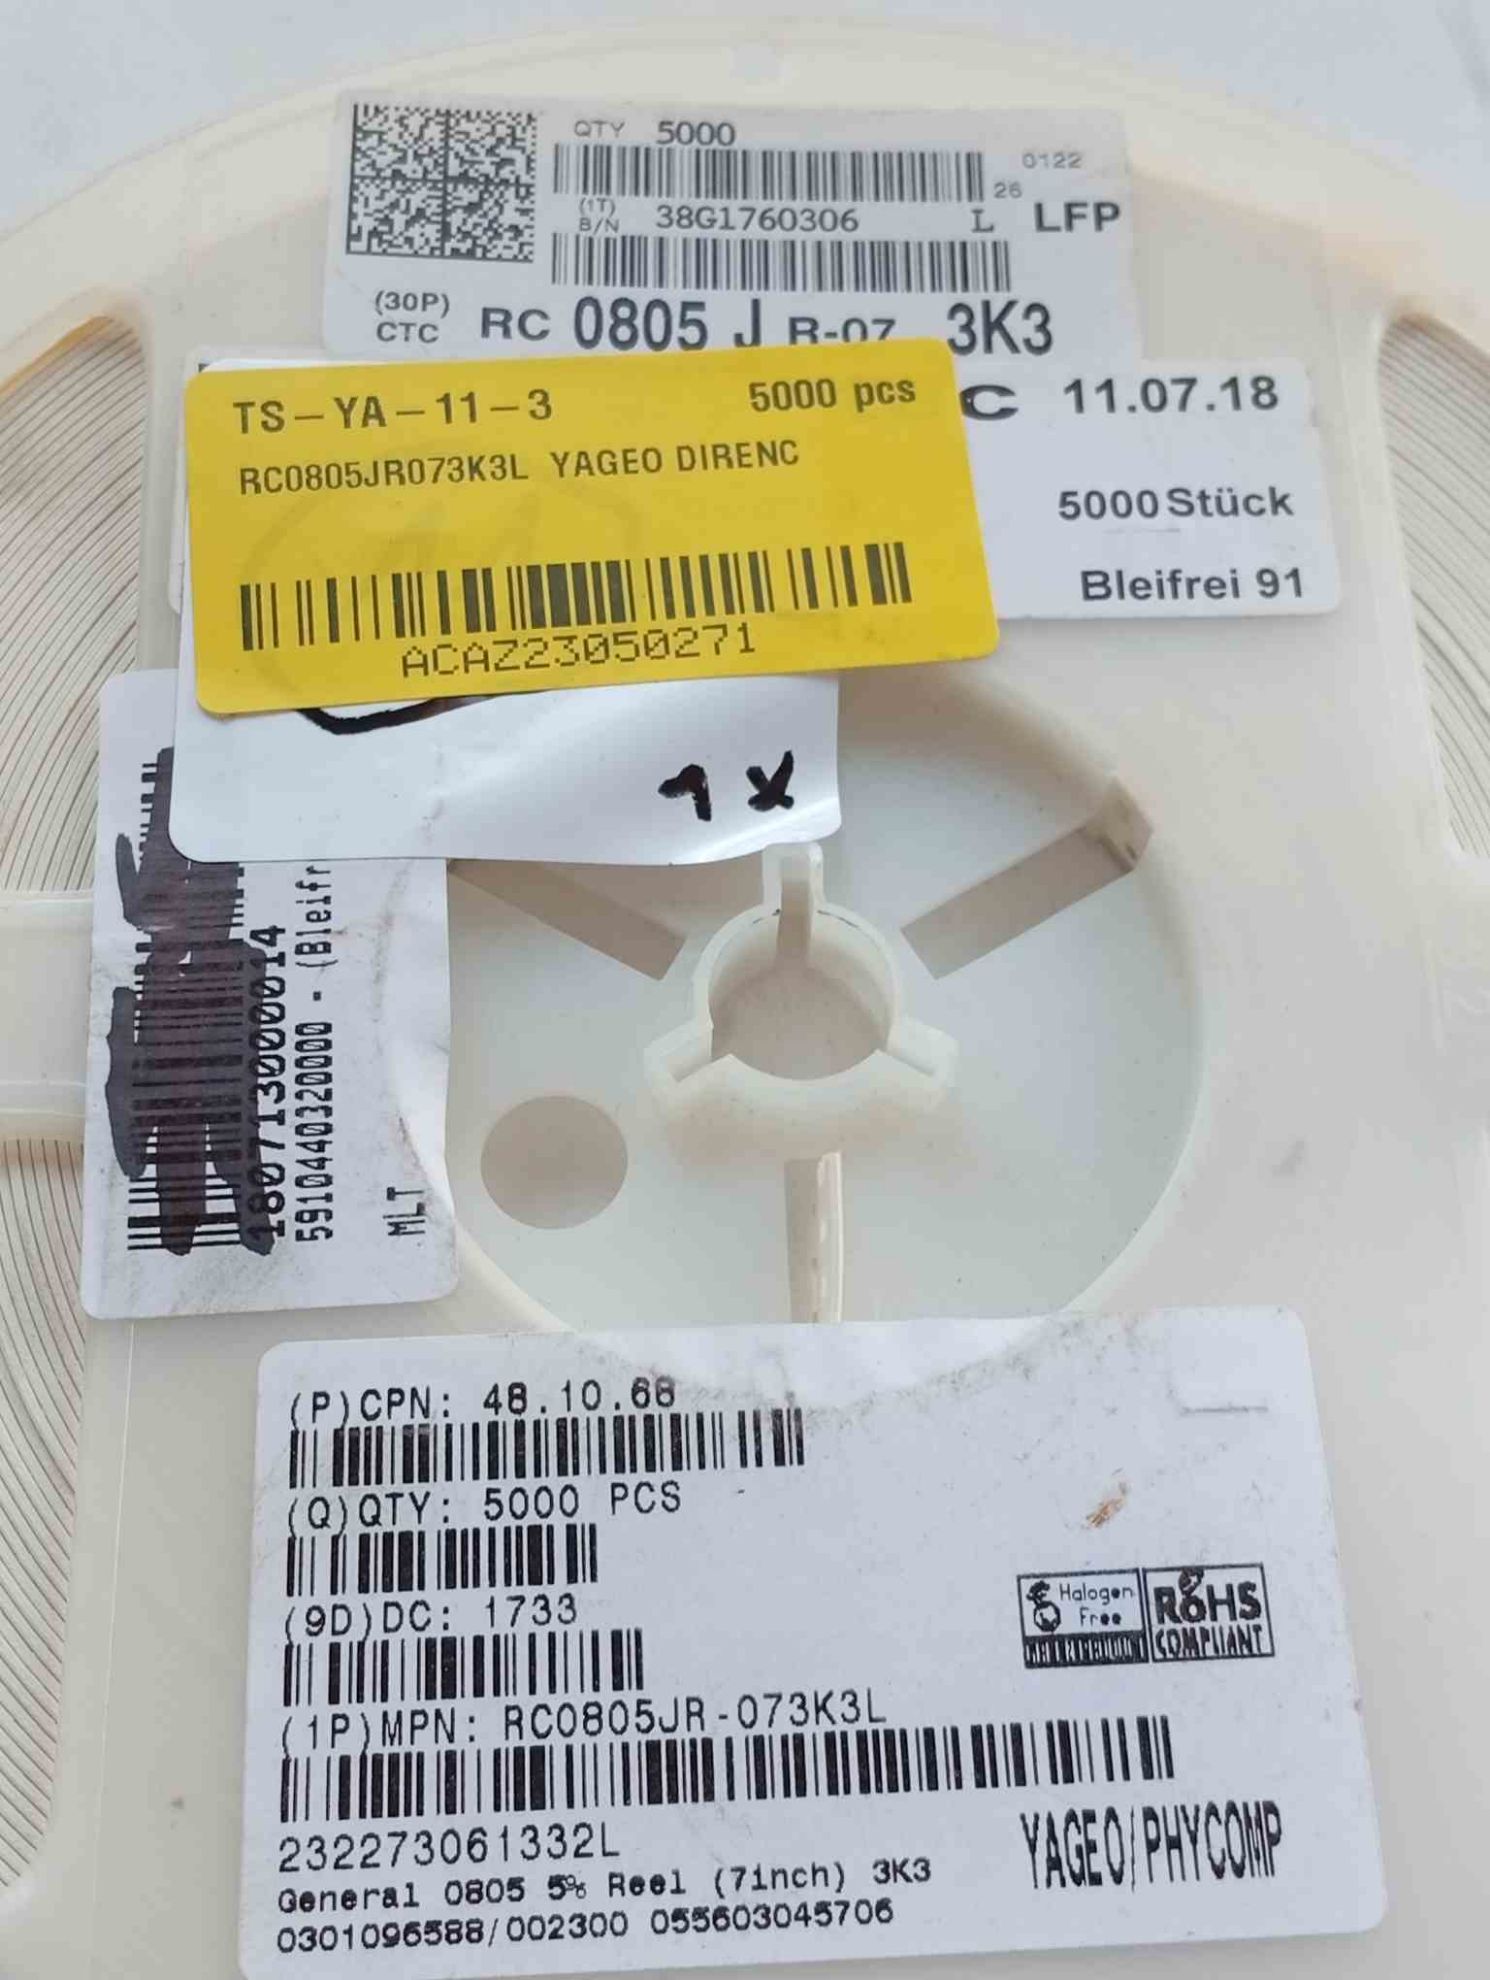 QTY 5000
0122
26
(1T)
B/N 38G1760306 L LFP
(30P)
CTC RC 0805 J R-07 3K3
TS-YA-11-3 5000 pcs
RC0805JR073K3L YAGEO DIRENC
ACAZ23050271
C 11.07.18
5000 Stück
Bleifrei 91
1x
180713000014
5910440320000 - (Bleifr
MLT
(P)CPN: 48.10.68
(Q)QTY: 5000 PCS
(9D)DC: 1733
(1P)MPN: RC0805JR-073K3L
Halogen
Free
RoHS
COMPLIANT
232273061332L
YAGEO/PHYCOMP
General 0805 5% Reel (7inch) 3K3
0301096588/002300 055603045706